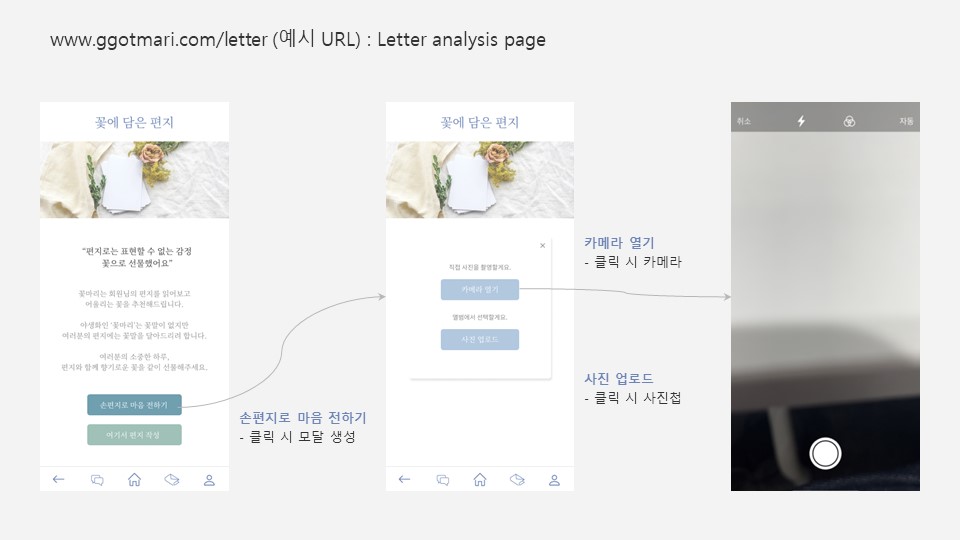 www.ggotmari.com/letter (예시 URL) : Letter analysis page
꽃에 담은 편지
“편지로는 표현할 수 없는 감정
꽃으로 선물했어요”
꽃마리는 회원님의 편지를 읽어보고
어울리는 꽃을 추천해드립니다.
야생화인 '꽃마리'는 꽃말이 없지만
여러분의 편지에는 꽃말을 달아드리려 합니다.
여러분의 소중한 하루,
편지와 함께 향기로운 꽃을 같이 선물해주세요.
손편지로 마음 전하기
여기서 편지 작성
손편지로 마음 전하기
- 클릭 시 모달 생성
꽃에 담은 편지
×
직접 사진을 촬영할게요.
카메라 열기
앨범에서 선택할게요.
사진 업로드
카메라 열기
- 클릭 시 카메라
사진 업로드
- 클릭 시 사진첩
취소
자동